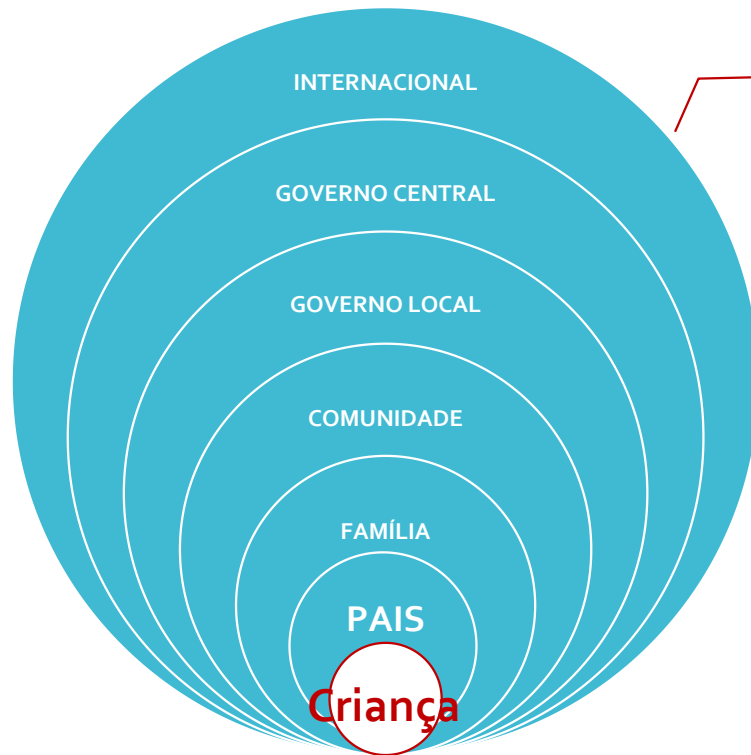 INTERNACIONAL
GOVERNO CENTRAL
GOVERNO LOCAL
COMUNIDADE
FAMÍLIA
PAIS
Criança